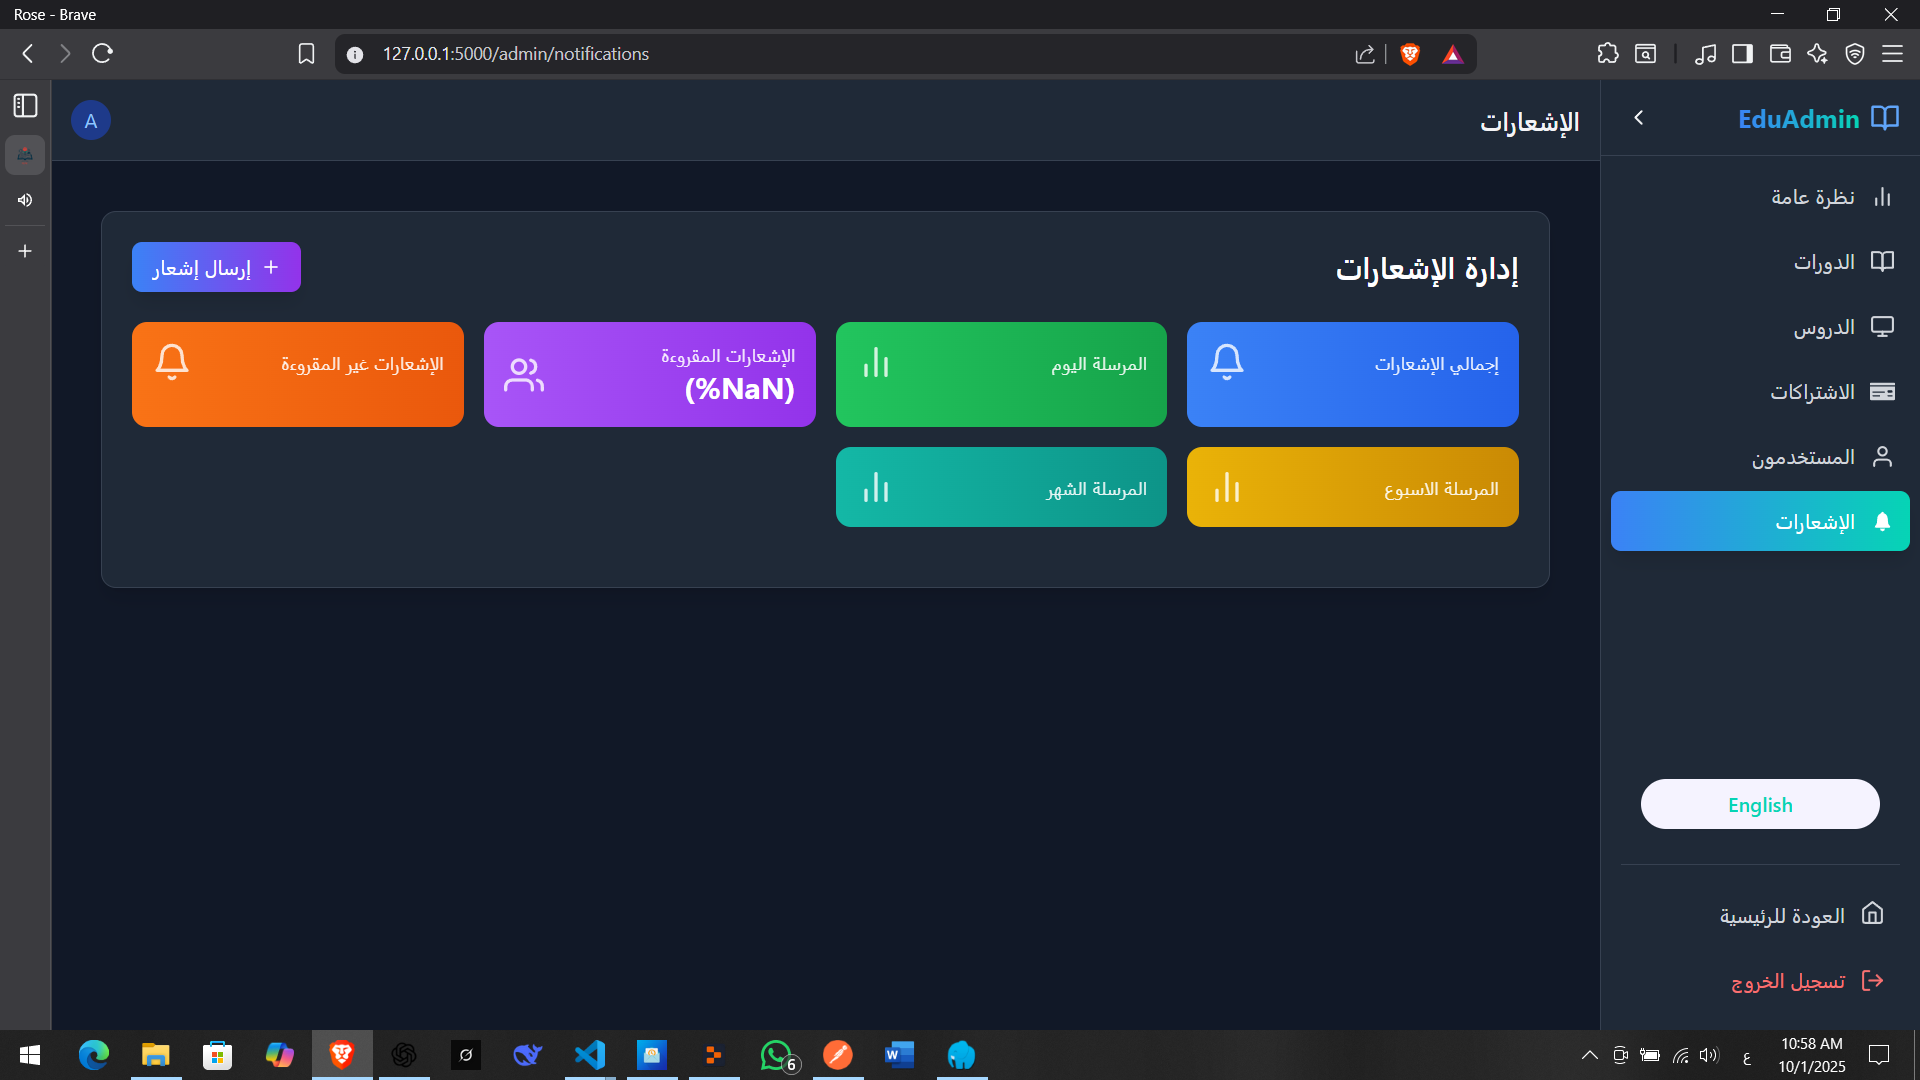 Rose - Brave
127.0.0.1:5000/admin/notifications
EduAdmin
نظرة عامة
الدورات
الدروس
الاشتراكات
المستخدمون
الإشعارات
English
العودة للرئيسية
تسجيل الخروج
الإشعارات
A
إدارة الإشعارات
+ إرسال إشعار
إجمالي الإشعارات
المرسلة اليوم
الإشعارات المقروءة
(%NaN)
الإشعارات غير المقروءة
المرسلة الاسبوع
المرسلة الشهر
6
ع
10:58 AM
10/1/2025